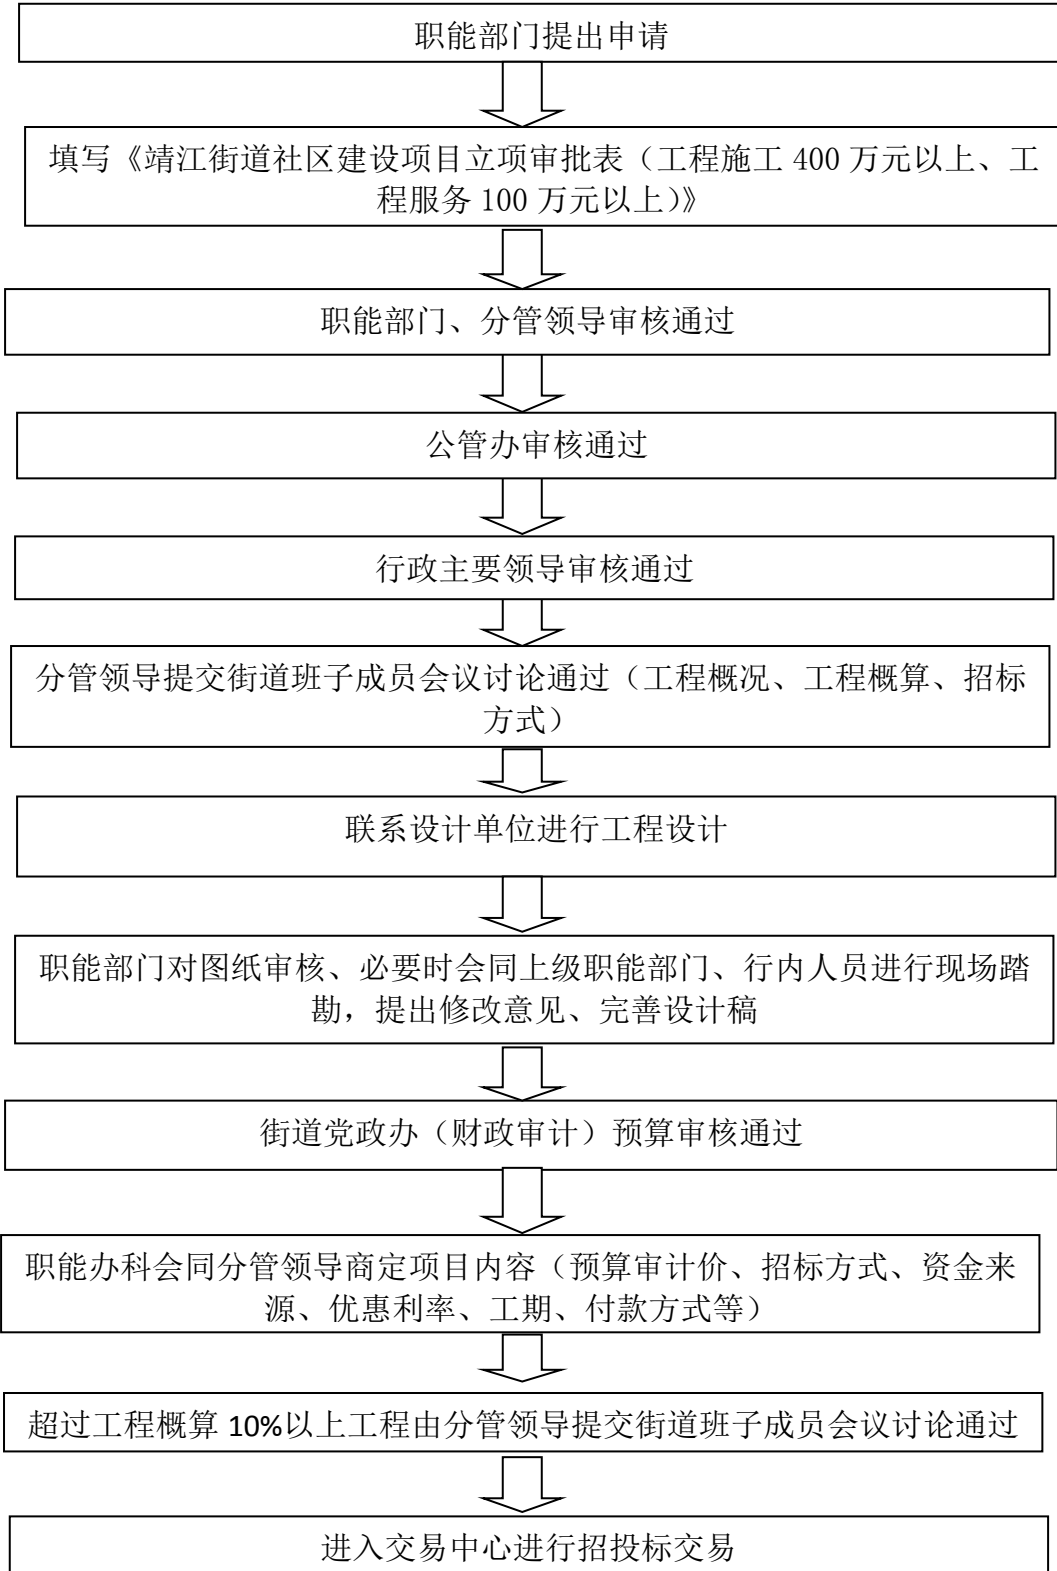 职能部门提出申请
填写《靖江街道社区建设项目立项审批表（工程施工 400 万元以上、工
程服务 100 万元以上）》
职能部门、分管领导审核通过
公管办审核通过
行政主要领导审核通过
分管领导提交街道班子成员会议讨论通过（工程概况、工程概算、招标
方式）
联系设计单位进行工程设计
职能部门对图纸审核、必要时会同上级职能部门、行内人员进行现场踏
勘，提出修改意见、完善设计稿
街道党政办（财政审计）预算审核通过
职能办科会同分管领导商定项目内容（预算审计价、招标方式、资金来
源、优惠利率、工期、付款方式等）
超过工程概算 10%以上工程由分管领导提交街道班子成员会议讨论通过
进入交易中心进行招投标交易